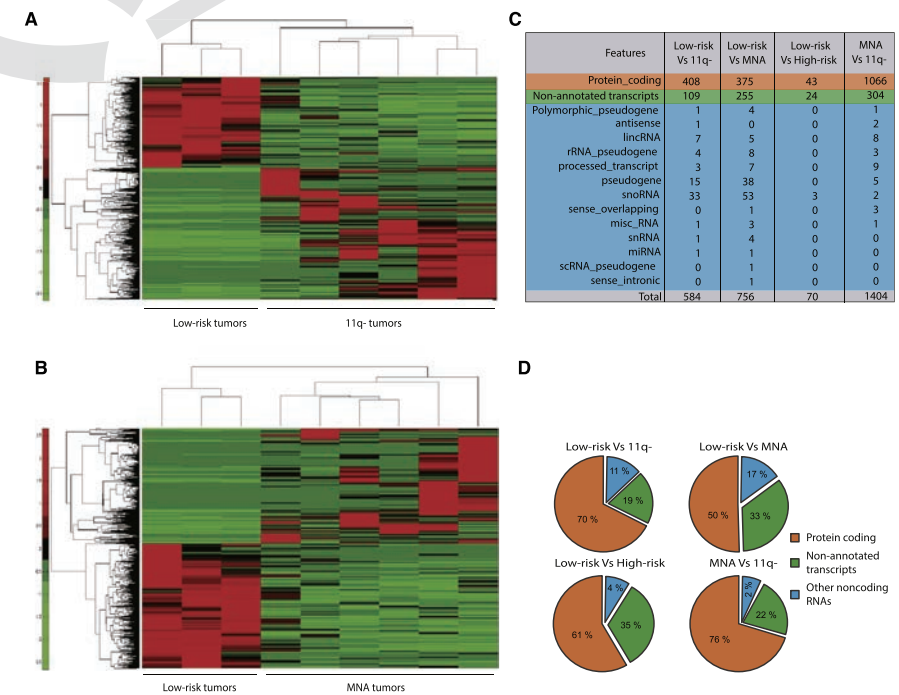 A
Low-risk tumors
11q- tumors
B
Low-risk tumors
MNA tumors
C
Features Low-risk Vs 11q- Low-risk Vs MNA Low-risk Vs High-risk MNA Vs 11q-
Protein_coding 408 375 43 1066
Non-annotated transcripts 109 255 24 304
Polymorphic_pseudogene 1 4 0 1
antisense 1 0 0 2
lincRNA 7 5 0 8
rRNA_pseudogene 4 8 0 3
processed_transcript 3 7 0 9
pseudogene 15 38 0 5
snoRNA 33 53 3 2
sense_overlapping 0 1 0 3
misc_RNA 1 3 0 1
snRNA 1 4 0 0
miRNA 1 1 0 0
scRNA_pseudogene 0 1 0 0
sense_intronic 0 1 0 0
Total 584 756 70 1404
D
Low-risk Vs 11q-
11 %
19 %
70 %
Low-risk Vs MNA
17 %
33 %
50 %
Low-risk Vs High-risk
4 %
35 %
61 %
MNA Vs 11q-
2 %
22 %
76 %
Protein coding
Non-annotated
transcripts
Other noncoding
RNAs